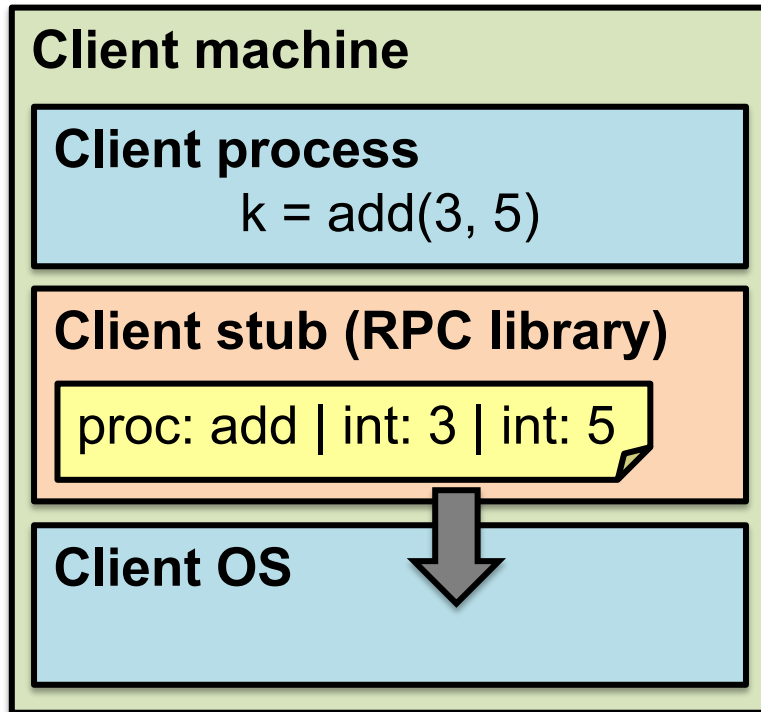 Client machine
Client process
k = add(3, 5)
Client stub (RPC library)
proc: add | int: 3 | int: 5
Client OS